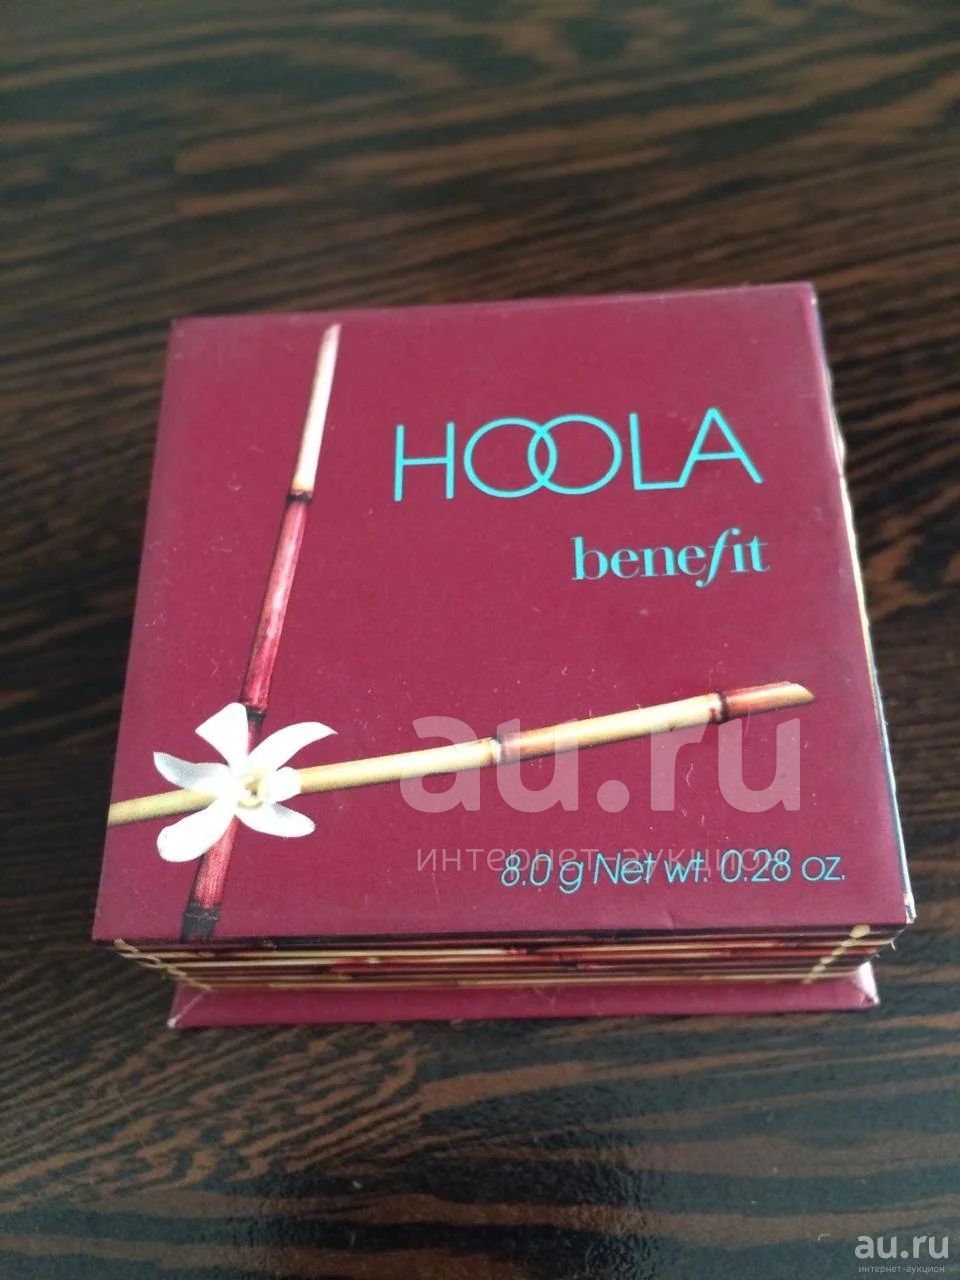 HOOLA
benefit
au.ru
интернет-аукцион
8.0 g Net wt. 0.28 oz.
au.ru
интернет-аукцион